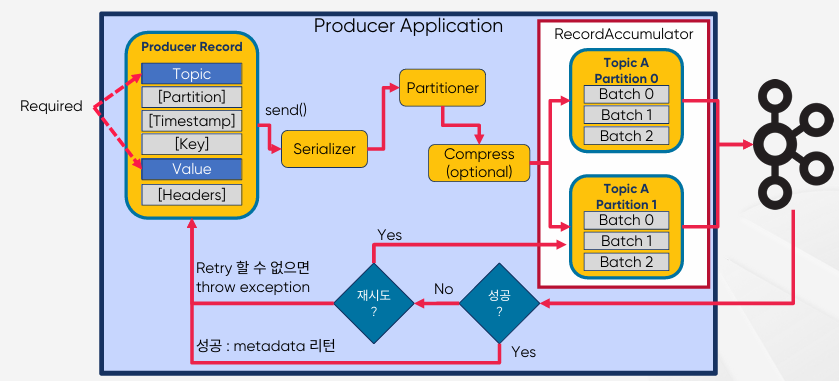 Producer Application
Producer Record
Topic
[Partition]
[Timestamp]
[Key]
Value
[Headers]
Required
send()
Serializer
Partitioner
Compress
(optional)
RecordAccumulator
Topic A
Partition 0
Batch 0
Batch 1
Batch 2
Topic A
Partition 1
Batch 0
Batch 1
Batch 2
Yes
Retry 할 수 없으면
throw exception
재시도
?
No
성공
?
성공 : metadata 리턴
Yes